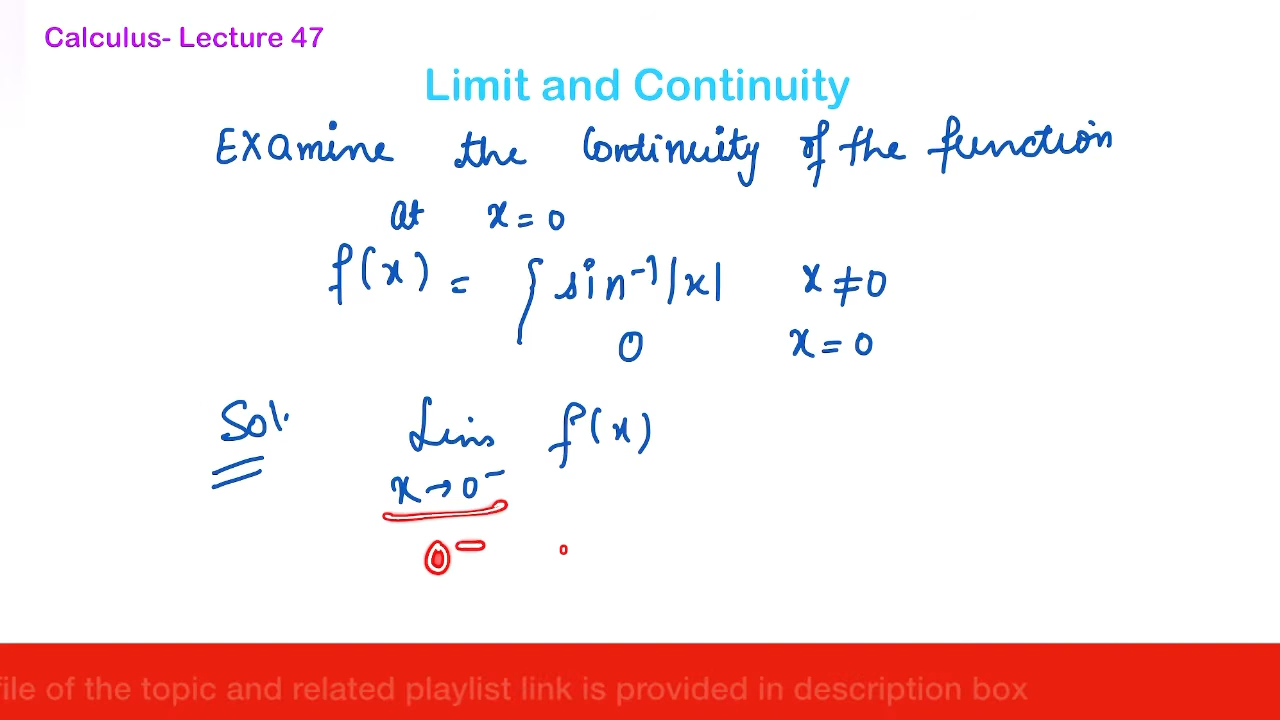 Calculus- Lecture 47
Limit and Continuity
Examine the Continuity of the function
at x = 0
f(x) = { sin⁻¹|x| x ≠ 0
0 x = 0
Sol. Lim f(x)
x→0⁻
0⁻ 0
file of the topic and related playlist link is provided in description box